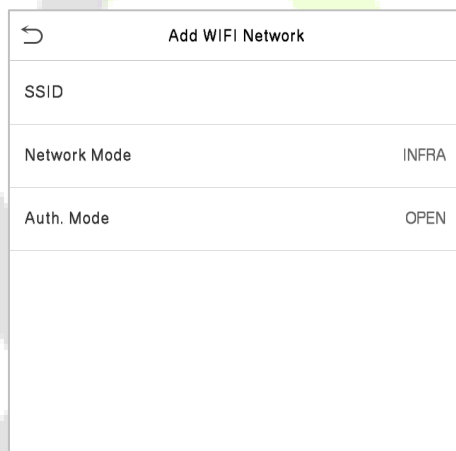 Add WIFI Network
SSID
Network Mode INFRA
Auth. Mode OPEN